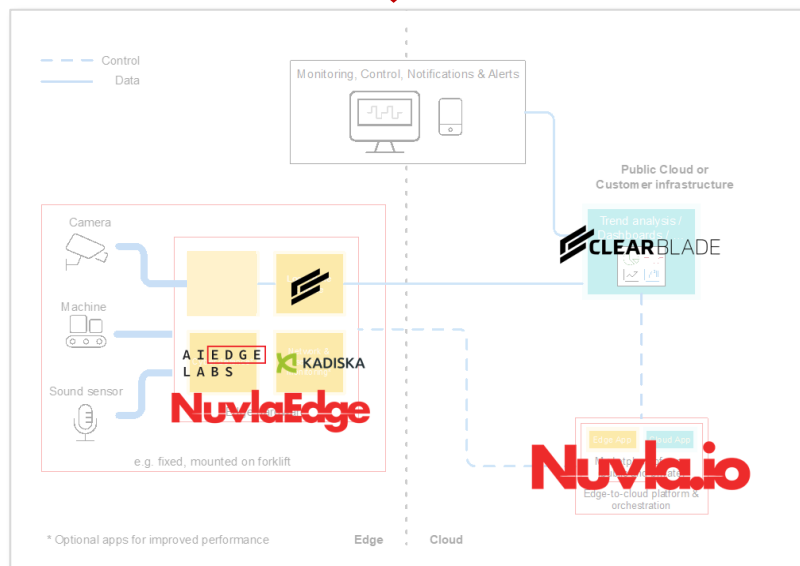 Control
Data
Monitoring, Control, Notifications & Alerts
Public Cloud or
Customer infrastructure
Trend analysis /
Dashboards /
CLEARBLADE
Camera
Machine
Sound sensor
AIEDGE
LABS
KADISKA
NuvlaEdge
e.g. fixed, mounted on forklift
Edge App
Cloud App
Nuvla.io
Edge-to-cloud platform &
orchestration
* Optional apps for improved performance
Edge
Cloud